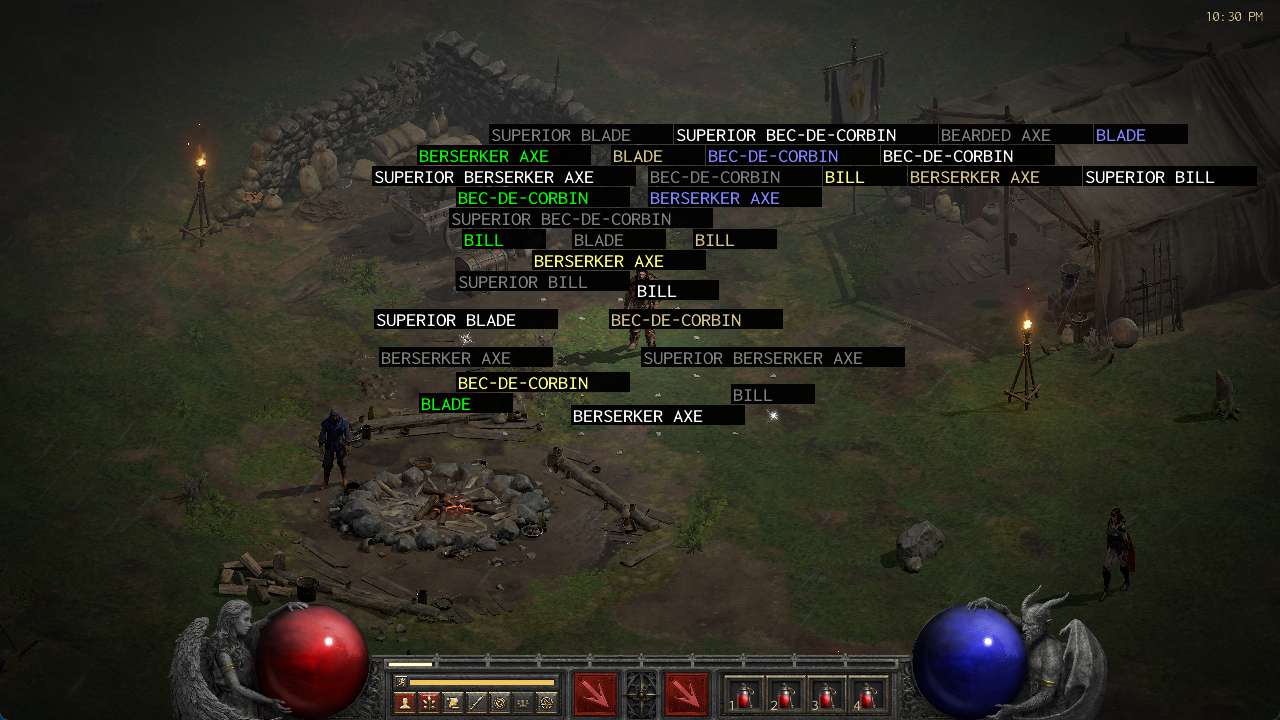 10:30 PM
SUPERIOR BLADE SUPERIOR BEC-DE-CORBIN BEARDED AXE BLADE
BERSERKER AXE BLADE BEC-DE-CORBIN BEC-DE-CORBIN
SUPERIOR BERSERKER AXE BEC-DE-CORBIN BILL BERSERKER AXE SUPERIOR BILL
BEC-DE-CORBIN BERSERKER AXE
SUPERIOR BEC-DE-CORBIN
BILL BLADE BILL
BERSERKER AXE
SUPERIOR BILL
BILL
SUPERIOR BLADE BEC-DE-CORBIN
BERSERKER AXE SUPERIOR BERSERKER AXE
BEC-DE-CORBIN
BILL
BLADE
BERSERKER AXE
1 2 3 4